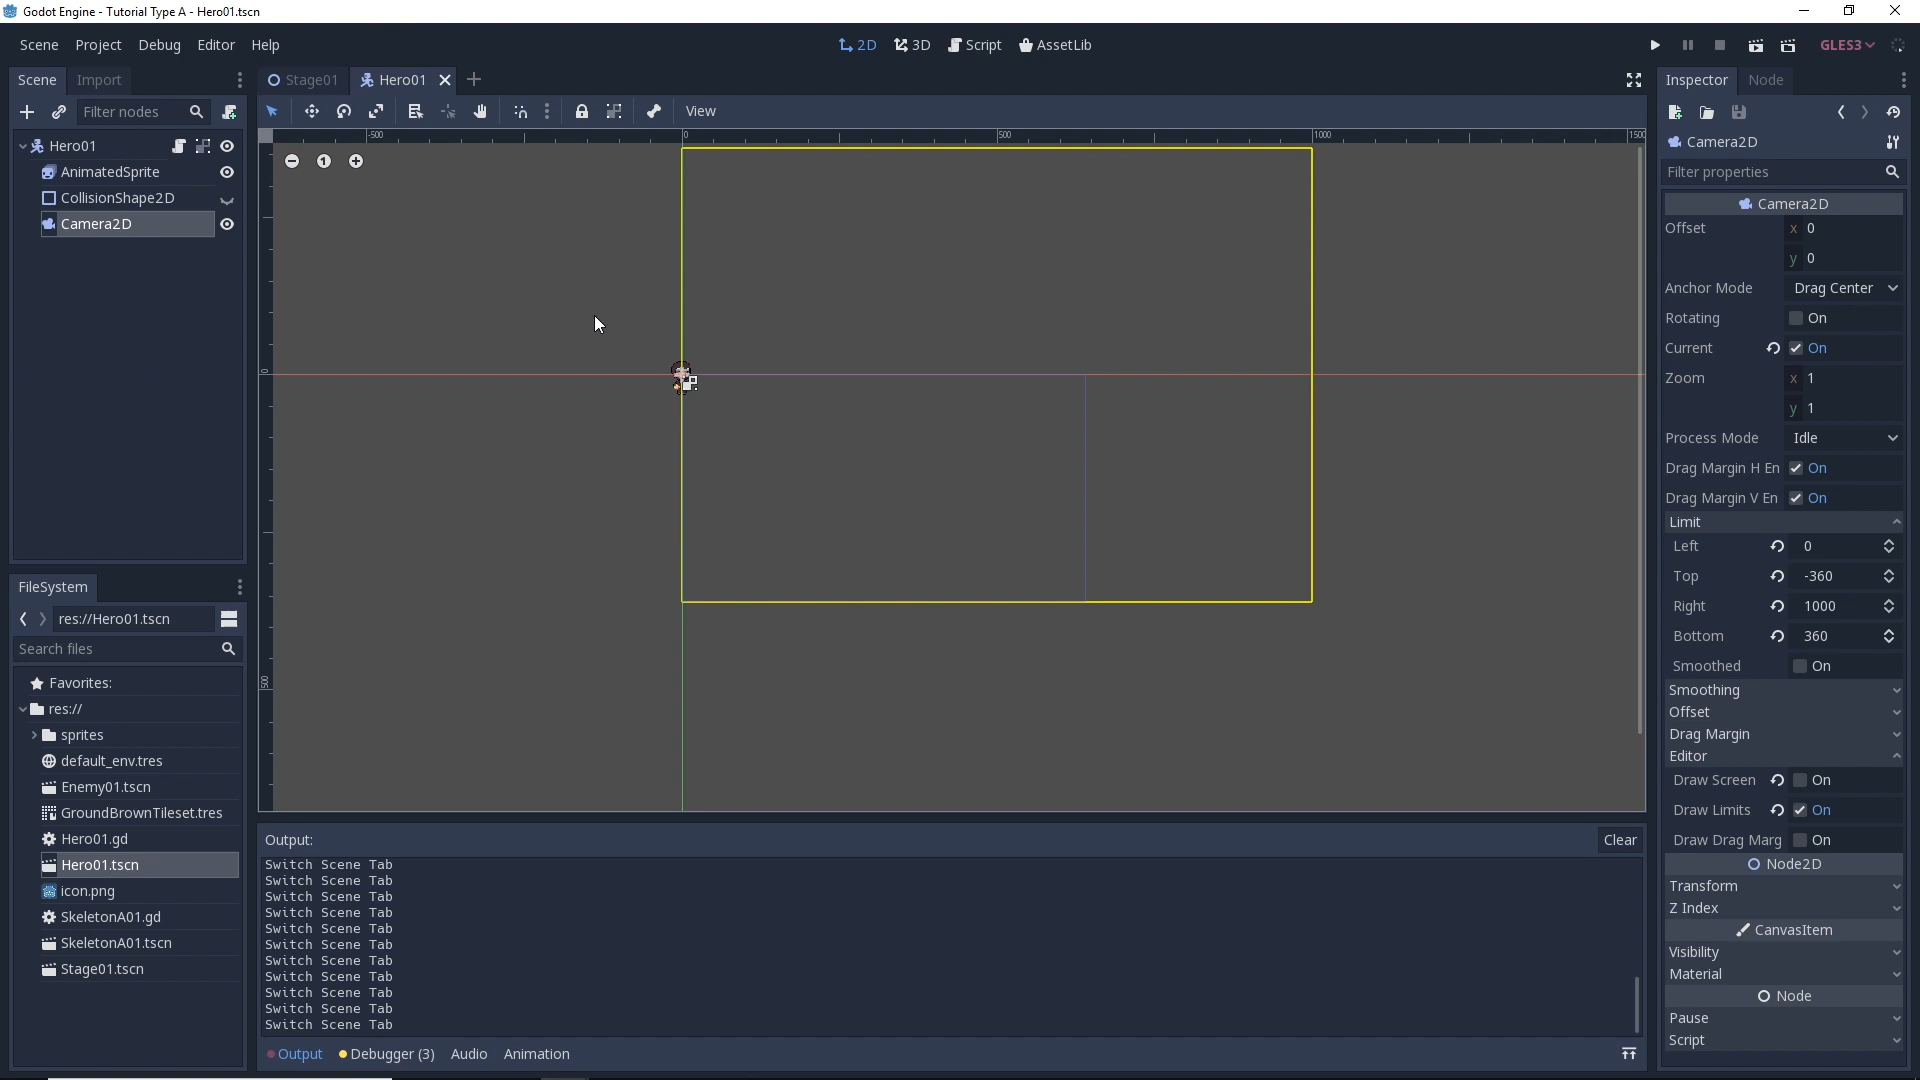 Godot Engine - Tutorial Type A - Hero01.tscn
Scene Project Debug Editor Help
2D 3D Script AssetLib
GLES3
Scene Import
Stage01 Hero01
Inspector Node
Filter nodes
View
Camera2D
Filter properties
Hero01
AnimatedSprite
CollisionShape2D
Camera2D
-500 0 500 1000 1500
1
0
500
Camera2D
Offset x 0
y 0
Anchor Mode Drag Center
Rotating On
Current On
Zoom x 1
y 1
Process Mode Idle
Drag Margin H En On
Drag Margin V En On
Limit
Left 0
Top -360
Right 1000
Bottom 360
Smoothed On
Smoothing
Offset
Drag Margin
Editor
Draw Screen On
Draw Limits On
Draw Drag Marg On
Node2D
Transform
Z Index
CanvasItem
Visibility
Material
Node
Pause
Script
FileSystem
res://Hero01.tscn
Search files
Favorites:
res://
sprites
default_env.tres
Enemy01.tscn
GroundBrownTileset.tres
Hero01.gd
Hero01.tscn
icon.png
SkeletonA01.gd
SkeletonA01.tscn
Stage01.tscn
Output: Clear
Switch Scene Tab
Switch Scene Tab
Switch Scene Tab
Switch Scene Tab
Switch Scene Tab
Switch Scene Tab
Switch Scene Tab
Switch Scene Tab
Switch Scene Tab
Switch Scene Tab
Switch Scene Tab
Output Debugger (3) Audio Animation